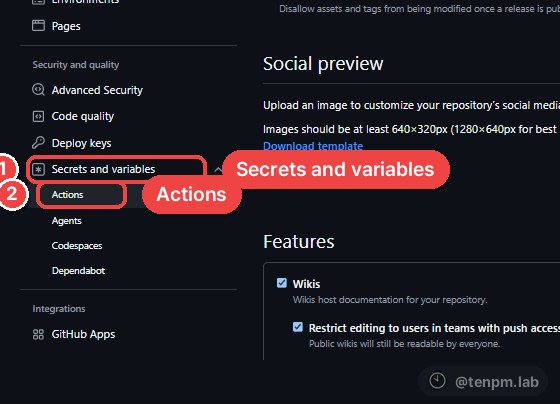 Environments
Disallow assets and tags from being modified once a release is pub
Pages
Security and quality
Social preview
Advanced Security
Upload an image to customize your repository's social media
Code quality
Images should be at least 640×320px (1280×640px for best
Deploy keys
Download template
1
Secrets and variables
Secrets and variables
2
Actions
Actions
Agents
Codespaces
Features
Dependabot
Wikis
Wikis host documentation for your repository.
Integrations
GitHub Apps
Restrict editing to users in teams with push access
Public wikis will still be readable by everyone.
@tenpm.lab